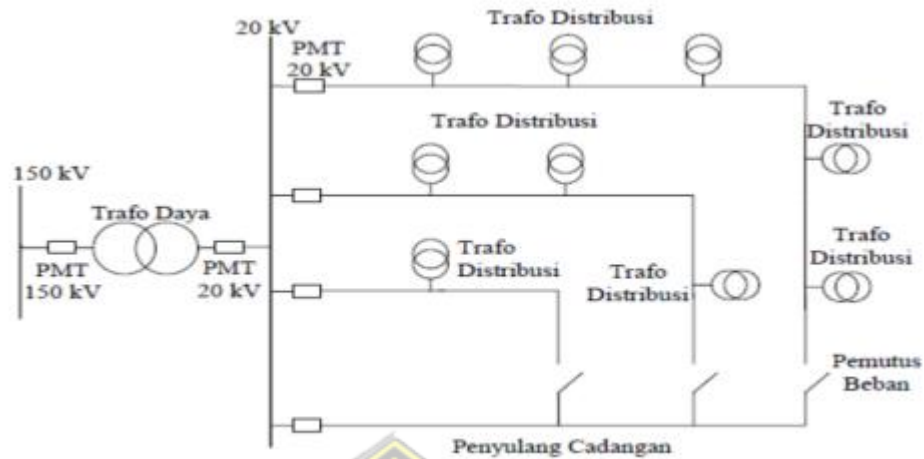 Trafo Distribusi
20 kV
PMT
20 kV
Trafo Distribusi
Trafo
Distribusi
150 kV
Trafo Daya
PMT
150 kV
PMT
20 kV
Trafo
Distribusi
Trafo
Distribusi
Trafo
Distribusi
Pemutus
Beban
Penyulang Cadangan